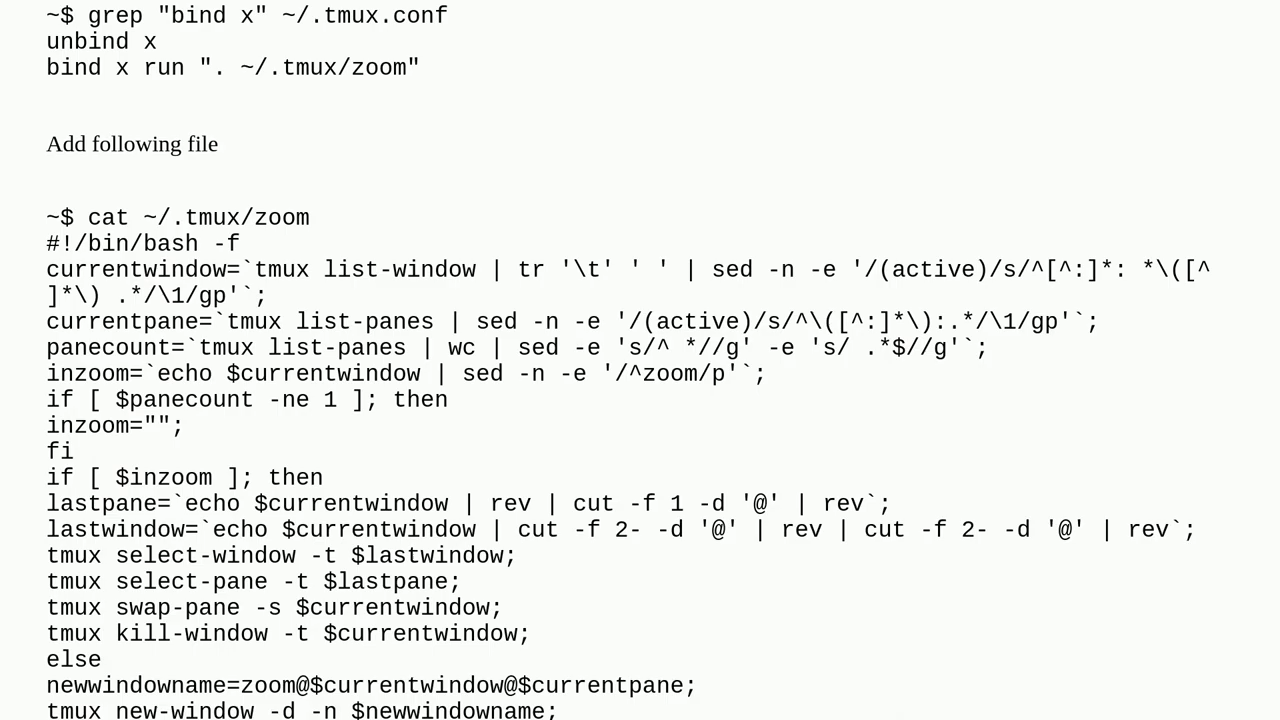 ~$ grep "bind x" ~/.tmux.conf
unbind x
bind x run ". ~/.tmux/zoom"
Add following file
~$ cat ~/.tmux/zoom
#!/bin/bash -f
currentwindow=`tmux list-window | tr '\t' ' ' | sed -n -e '/(active)/s/^[^:]*: *\([^
]*\) .*/\1/gp'`;
currentpane=`tmux list-panes | sed -n -e '/(active)/s/^\([^:]*\):.*/\1/gp'`;
panecount=`tmux list-panes | wc | sed -e 's/^ *//g' -e 's/ .*$//g'`;
inzoom=`echo $currentwindow | sed -n -e '/^zoom/p'`;
if [ $panecount -ne 1 ]; then
inzoom="";
fi
if [ $inzoom ]; then
lastpane=`echo $currentwindow | rev | cut -f 1 -d '@' | rev`;
lastwindow=`echo $currentwindow | cut -f 2- -d '@' | rev | cut -f 2- -d '@' | rev`;
tmux select-window -t $lastwindow;
tmux select-pane -t $lastpane;
tmux swap-pane -s $currentwindow;
tmux kill-window -t $currentwindow;
else
newwindowname=zoom@$currentwindow@$currentpane;
tmux new-window -d -n $newwindowname;